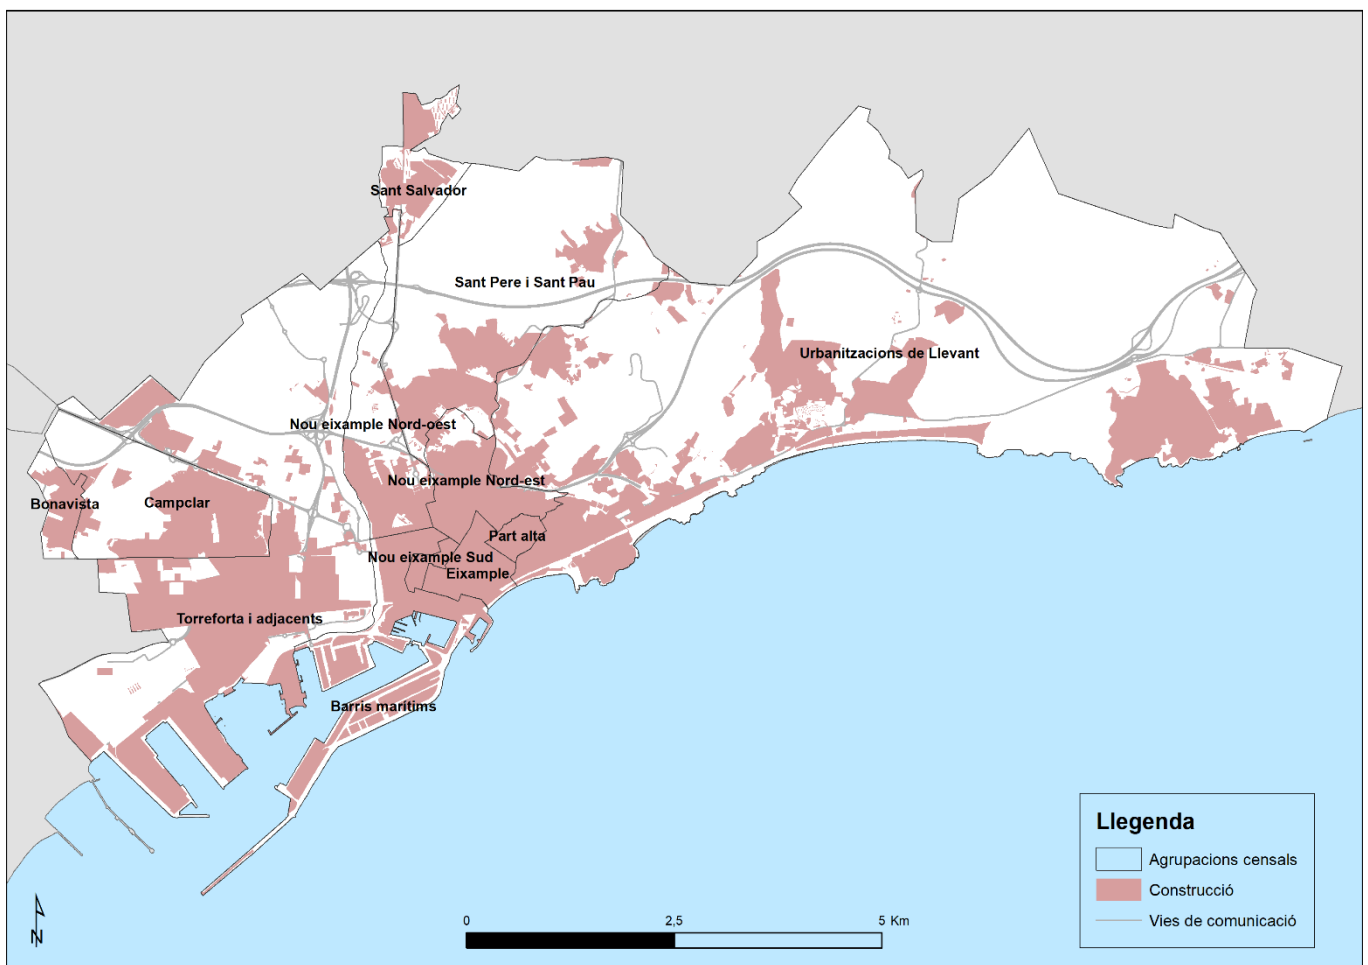 Sant Salvador
Sant Pere i Sant Pau
Urbanitzacions de Llevant
Nou eixample Nord-oest
Nou eixample Nord-est
Bonavista
Campclar
Part alta
Nou eixample Sud
Eixample
Torreforta i adjacents
Barris marítims
Llegenda
Agrupacions censals
Construcció
Vies de comunicació
N
0 2,5 5 Km